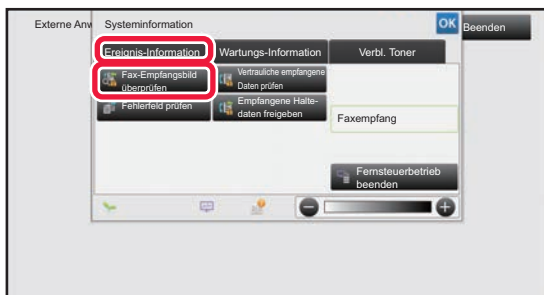 Externe Anw
Systeminformation
OK
Beenden
Ereignis-Information
Wartungs-Information
Verbl. Toner
Fax-Empfangsbild
überprüfen
Vertrauliche empfangene
Daten prüfen
Fehlerfeld prüfen
Empfangene Halte-
daten freigeben
Faxempfang
Fernsteuerbetrieb
beenden